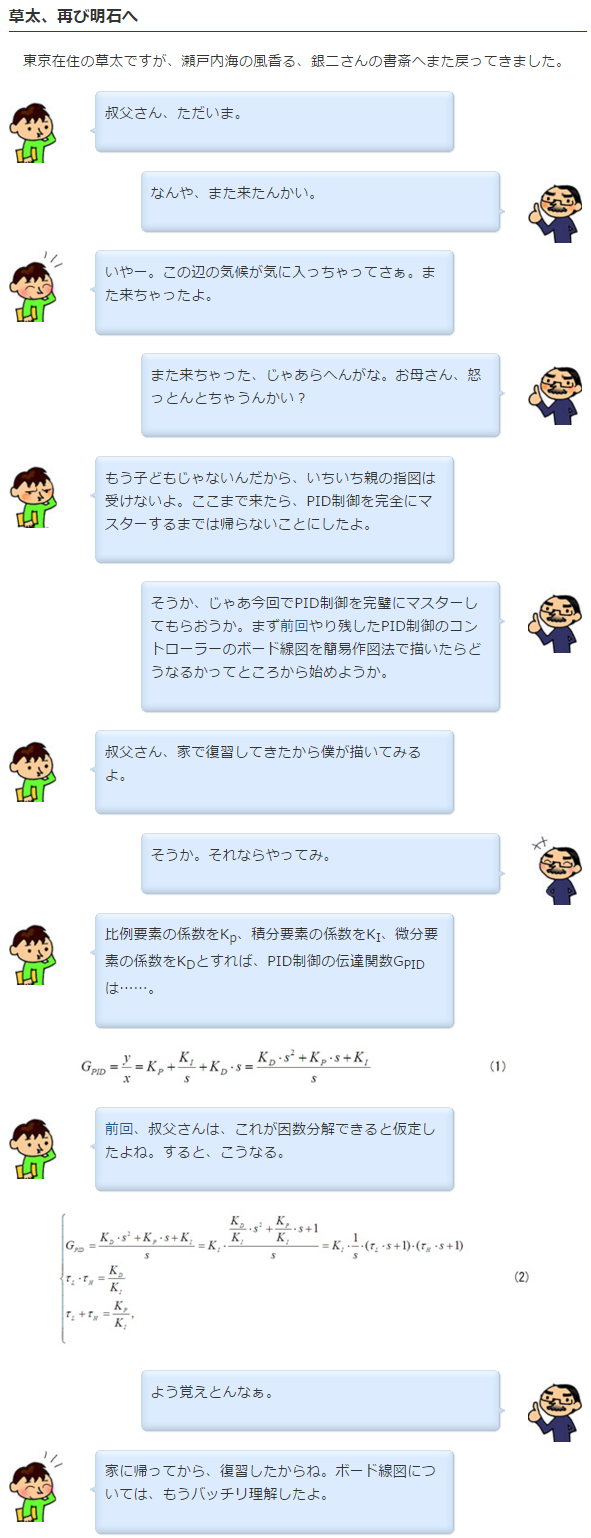 草太、再び明石へ
東京在住の草太ですが、瀬戸内海の風香る、銀二さんの書斎へまた戻ってきました。
叔父さん、ただいま。
なんや、また来たんかい。
いやー。この辺の気候が気に入っちゃってさぁ。ま
た来ちゃったよ。
また来ちゃった、じゃあらへんがな。お母さん、怒
っとんとちゃうんかい？
もう子どもじゃないんだから、いちいち親の指図は
受けないよ。ここまで来たら、PID制御を完全にマ
スターするまでは帰らないことにしたよ。
そうか、じゃあ今回でPID制御を完璧にマスターし
てもらおうか。まず前回やり残したPID制御のコン
トローラーのボード線図を簡易作図法で描いたらど
うなるかってところから始めようか。
叔父さん、家で復習してきたから僕が描いてみる
よ。
そうか。それならやってみ。
比例要素の係数をKp、積分要素の係数をKI、微分要
素の係数をKDとすれば、PID制御の伝達関数GPID
は……。
G_PID = y/x = K_P + K_I/s + K_D・s = (K_D・s² + K_P・s + K_I)/s （1）
前回、叔父さんは、これが因数分解できると仮定し
たよね。すると、こうなる。
G_PID = (K_D・s² + K_P・s + K_I)/s = K_I・(K_D/K_I・s² + K_P/K_I・s + 1)/s = K_I・1/s・(τ_L・s+1)・(τ_H・s+1)
τ_L・τ_H = K_D/K_I （2）
τ_L + τ_H = K_P/K_I,
よう覚えとんなぁ。
家に帰ってから、復習したからね。ボード線図につ
いては、もうバッチリ理解したよ。